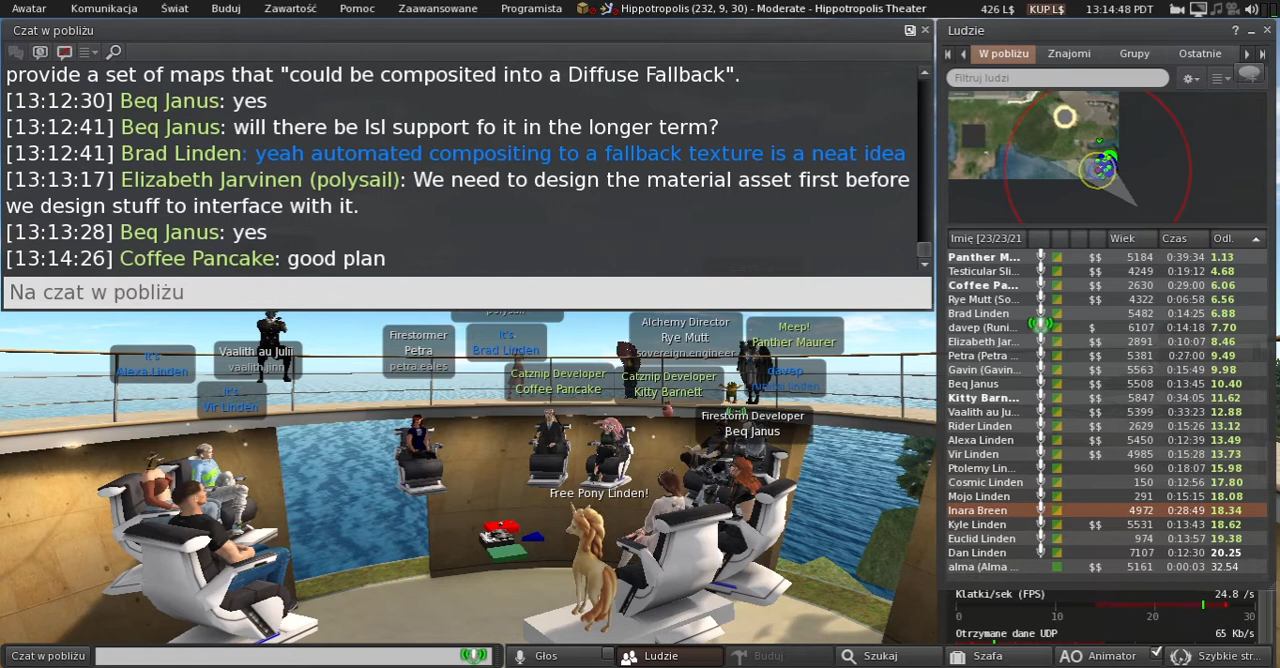 Awatar Komunikacja Świat Buduj Zawartość Pomoc Zaawansowane Programista Hippotropolis (232, 9, 30) - Moderate - Hippotropolis Theater 426 L$ KUP L$ 13:14:48 PDT
Czat w pobliżu
provide a set of maps that "could be composited into a Diffuse Fallback".
[13:12:30] Beq Janus: yes
[13:12:41] Beq Janus: will there be lsl support fo it in the longer term?
[13:12:41] Brad Linden: yeah automated compositing to a fallback texture is a neat idea
[13:13:17] Elizabeth Jarvinen (polysail): We need to design the material asset first before
we design stuff to interface with it.
[13:13:28] Beq Janus: yes
[13:14:26] Coffee Pancake: good plan
Na czat w pobliżu
It's
Alexa Linden
Vaalith au Julii
vaalith.jinn
It's
Vir Linden
Firestormer
Petra
petra.eales
It's
Brad Linden
Catznip Developer
Coffee Pancake
Alchemy Director
Rye Mutt
sovereign.engineer
Catznip Developer
Kitty Barnett
Meep!
Panther Maurer
davep
Firestorm Developer
Beq Janus
Free Pony Linden!
Ludzie
W pobliżu Znajomi Grupy Ostatnie
Filtruj ludzi
Imię [23/23/21 Wiek Czas Odl.
Panther M... $$ 5184 0:39:34 1.13
Testicular Sli... $$ 4249 0:19:12 4.68
Coffee Pa... $$ 2630 0:29:00 6.06
Rye Mutt (So... $$ 4322 0:06:58 6.56
Brad Linden 5482 0:14:25 6.88
davep (Runi... $ 6107 0:14:18 7.70
Elizabeth Jar... 2891 0:10:07 8.46
Petra (Petra ... $$ 5381 0:27:00 9.49
Gavin (Gavin... $$ 5563 0:15:49 9.98
Beq Janus $$ 5508 0:13:45 10.40
Kitty Barn... $$ 5847 0:34:05 11.62
Vaalith au Ju... $$ 5399 0:33:23 12.88
Rider Linden $$ 2629 0:15:26 13.12
Alexa Linden $$ 5450 0:12:39 13.49
Vir Linden $$ 4985 0:15:28 13.73
Ptolemy Lin... 960 0:18:07 15.98
Cosmic Linden 150 0:12:56 17.80
Mojo Linden 291 0:15:15 18.08
Inara Breen 4972 0:28:49 18.34
Kyle Linden $$ 5531 0:13:43 18.62
Euclid Linden 974 0:13:57 19.38
Dan Linden 7107 0:12:30 20.25
alma (Alma ... $$ 5161 0:00:03 32.54
Klatki/sek (FPS) 24.8 /s
0 10 20 30
Otrzymane dane UDP 65 Kb/s
Czat w pobliżu Głos Ludzie Buduj Szukaj Szafa AO Animator Szybkie str...